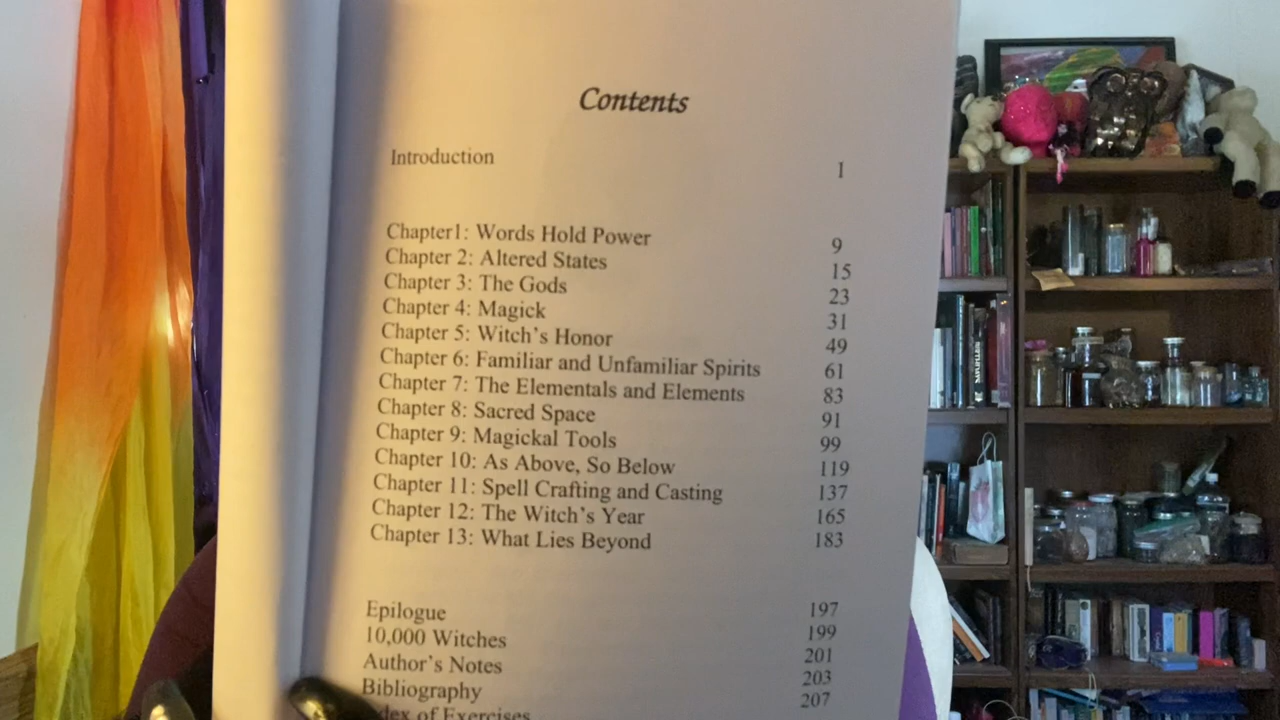 Contents
Introduction 1
Chapter1: Words Hold Power 9
Chapter 2: Altered States 15
Chapter 3: The Gods 23
Chapter 4: Magick 31
Chapter 5: Witch's Honor 49
Chapter 6: Familiar and Unfamiliar Spirits 61
Chapter 7: The Elementals and Elements 83
Chapter 8: Sacred Space 91
Chapter 9: Magickal Tools 99
Chapter 10: As Above, So Below 119
Chapter 11: Spell Crafting and Casting 137
Chapter 12: The Witch's Year 165
Chapter 13: What Lies Beyond 183
Epilogue 197
10,000 Witches 199
Author's Notes 201
Bibliography 203
of Exercises 207